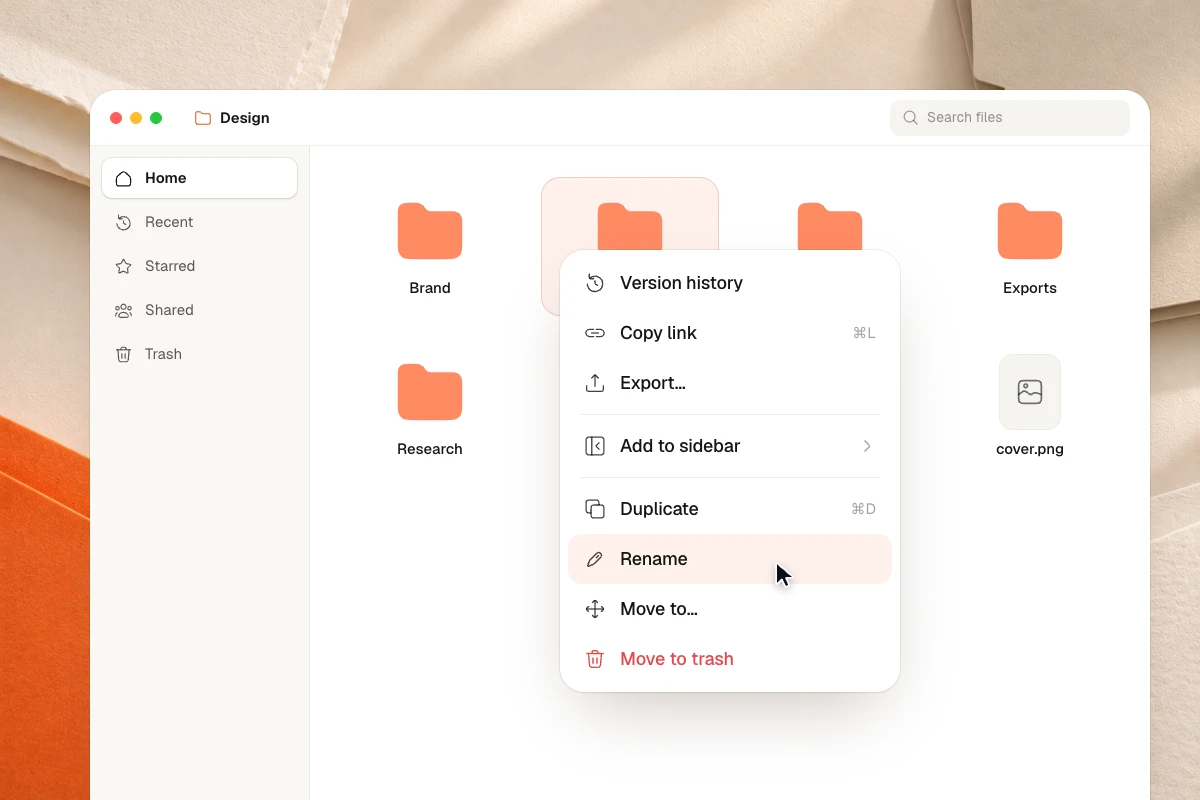 Design
Search files
Home
Recent
Starred
Shared
Trash
Brand
Exports
Research
cover.png
Version history
Copy link ⌘L
Export…
Add to sidebar
Duplicate ⌘D
Rename
Move to…
Move to trash